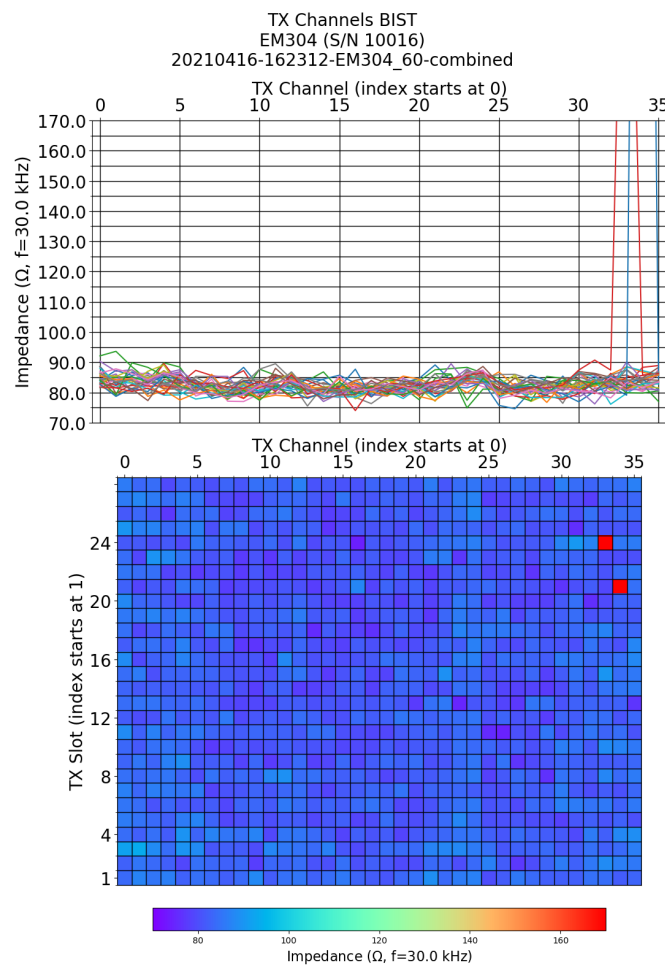 TX Channels BIST
EM304 (S/N 10016)
20210416-162312-EM304_60-combined
TX Channel (index starts at 0)
0 5 10 15 20 25 30 35
170.0
160.0
150.0
140.0
130.0
120.0
110.0
100.0
90.0
80.0
70.0
Impedance (Ω, f=30.0 kHz)
TX Channel (index starts at 0)
0 5 10 15 20 25 30 35
24
20
16
12
8
4
1
TX Slot (index starts at 1)
80 100 120 140 160
Impedance (Ω, f=30.0 kHz)